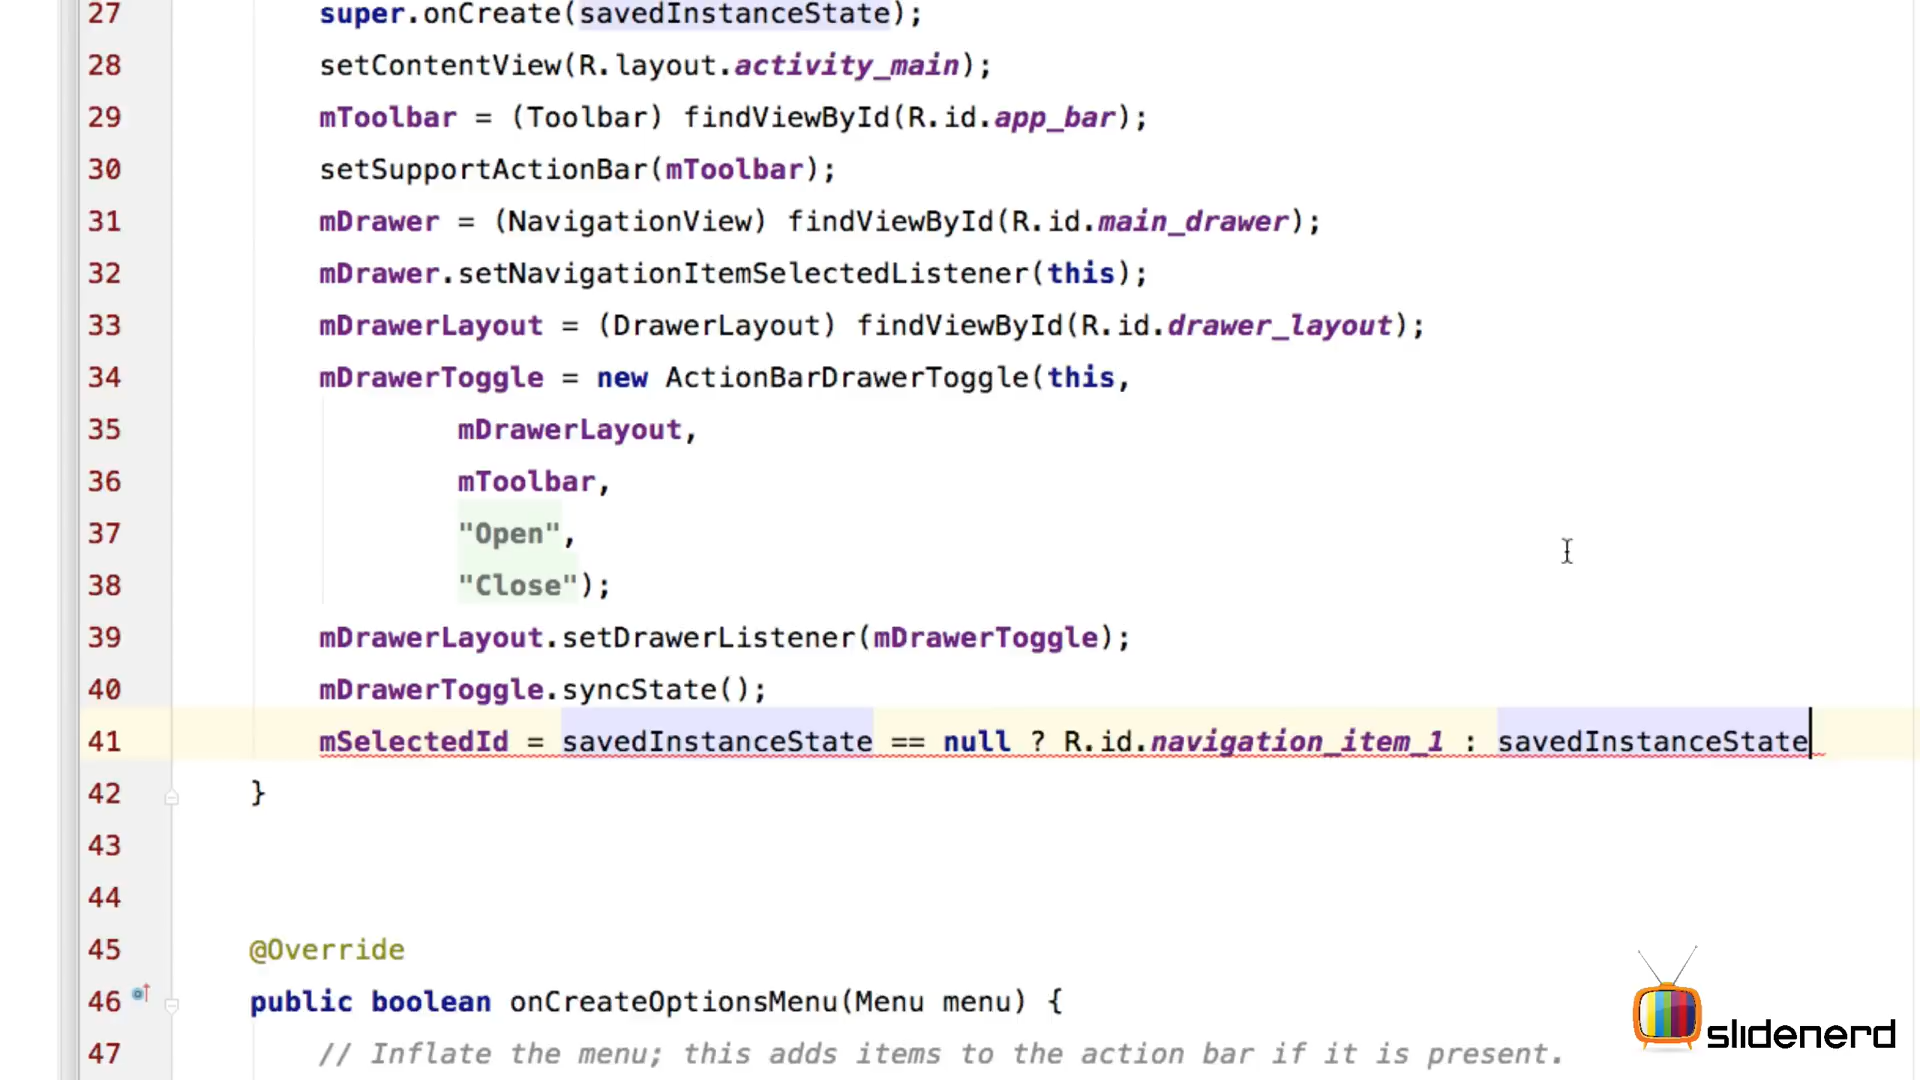 27 super.onCreate(savedInstanceState);
28 setContentView(R.layout.activity_main);
29 mToolbar = (Toolbar) findViewById(R.id.app_bar);
30 setSupportActionBar(mToolbar);
31 mDrawer = (NavigationView) findViewById(R.id.main_drawer);
32 mDrawer.setNavigationItemSelectedListener(this);
33 mDrawerLayout = (DrawerLayout) findViewById(R.id.drawer_layout);
34 mDrawerToggle = new ActionBarDrawerToggle(this,
35 mDrawerLayout,
36 mToolbar,
37 "Open",
38 "Close");
39 mDrawerLayout.setDrawerListener(mDrawerToggle);
40 mDrawerToggle.syncState();
41 mSelectedId = savedInstanceState == null ? R.id.navigation_item_1 : savedInstanceState
42 }
43
44
45 @Override
46 public boolean onCreateOptionsMenu(Menu menu) {
47 // Inflate the menu; this adds items to the action bar if it is present.
slidenerd